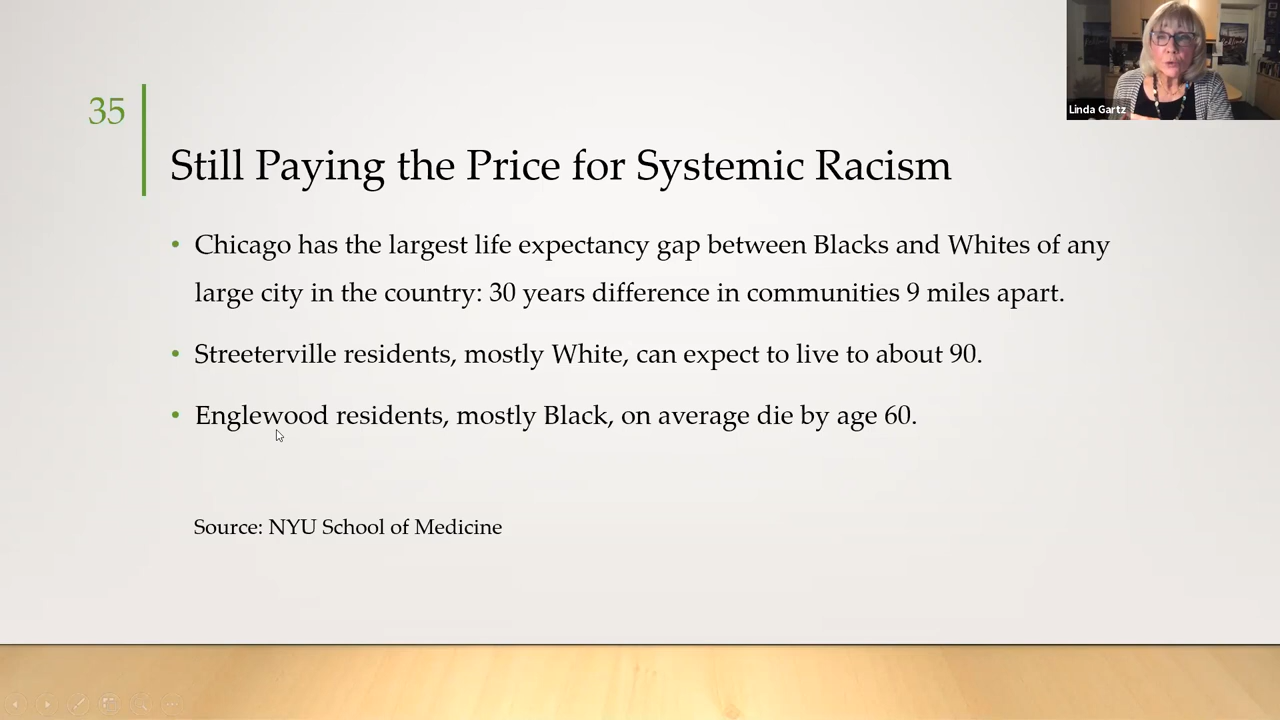 Linda Gartz
35
Still Paying the Price for Systemic Racism
• Chicago has the largest life expectancy gap between Blacks and Whites of any
large city in the country: 30 years difference in communities 9 miles apart.
• Streeterville residents, mostly White, can expect to live to about 90.
• Englewood residents, mostly Black, on average die by age 60.
Source: NYU School of Medicine